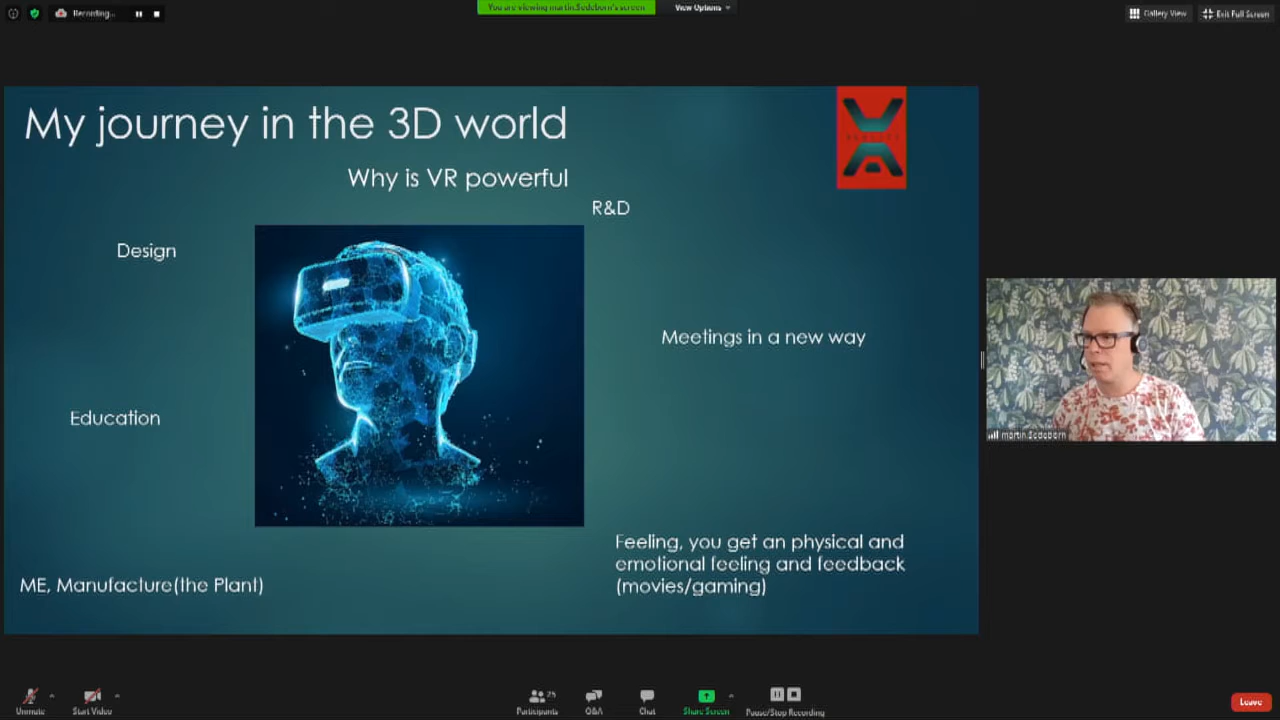 Recording...
You are viewing martin.Sedeborn's screen
View Options
Gallery View
Exit Full Screen
My journey in the 3D world
Why is VR powerful
R&D
Design
Meetings in a new way
Education
Feeling, you get an physical and
emotional feeling and feedback
(movies/gaming)
ME, Manufacture(the Plant)
martin.Sedeborn
Unmute
Start Video
Participants
25
Q&A
Chat
Share Screen
Pause/Stop Recording
Leave